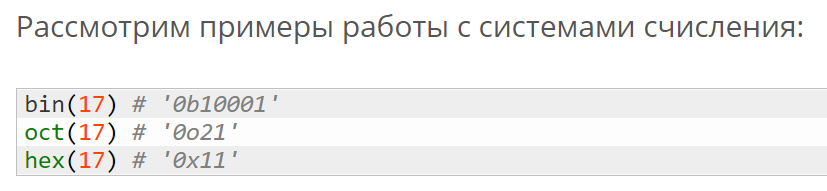 Рассмотрим примеры работы с системами счисления:
bin(17) # '0b10001'
oct(17) # '0o21'
hex(17) # '0x11'